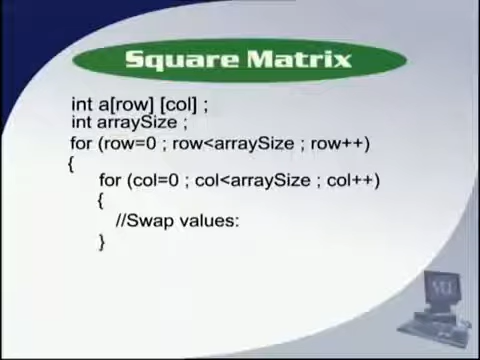 Square Matrix
int a[row] [col] ;
int arraySize ;
for (row=0 ; row<arraySize ; row++)
{
for (col=0 ; col<arraySize ; col++)
{
//Swap values:
}
VU